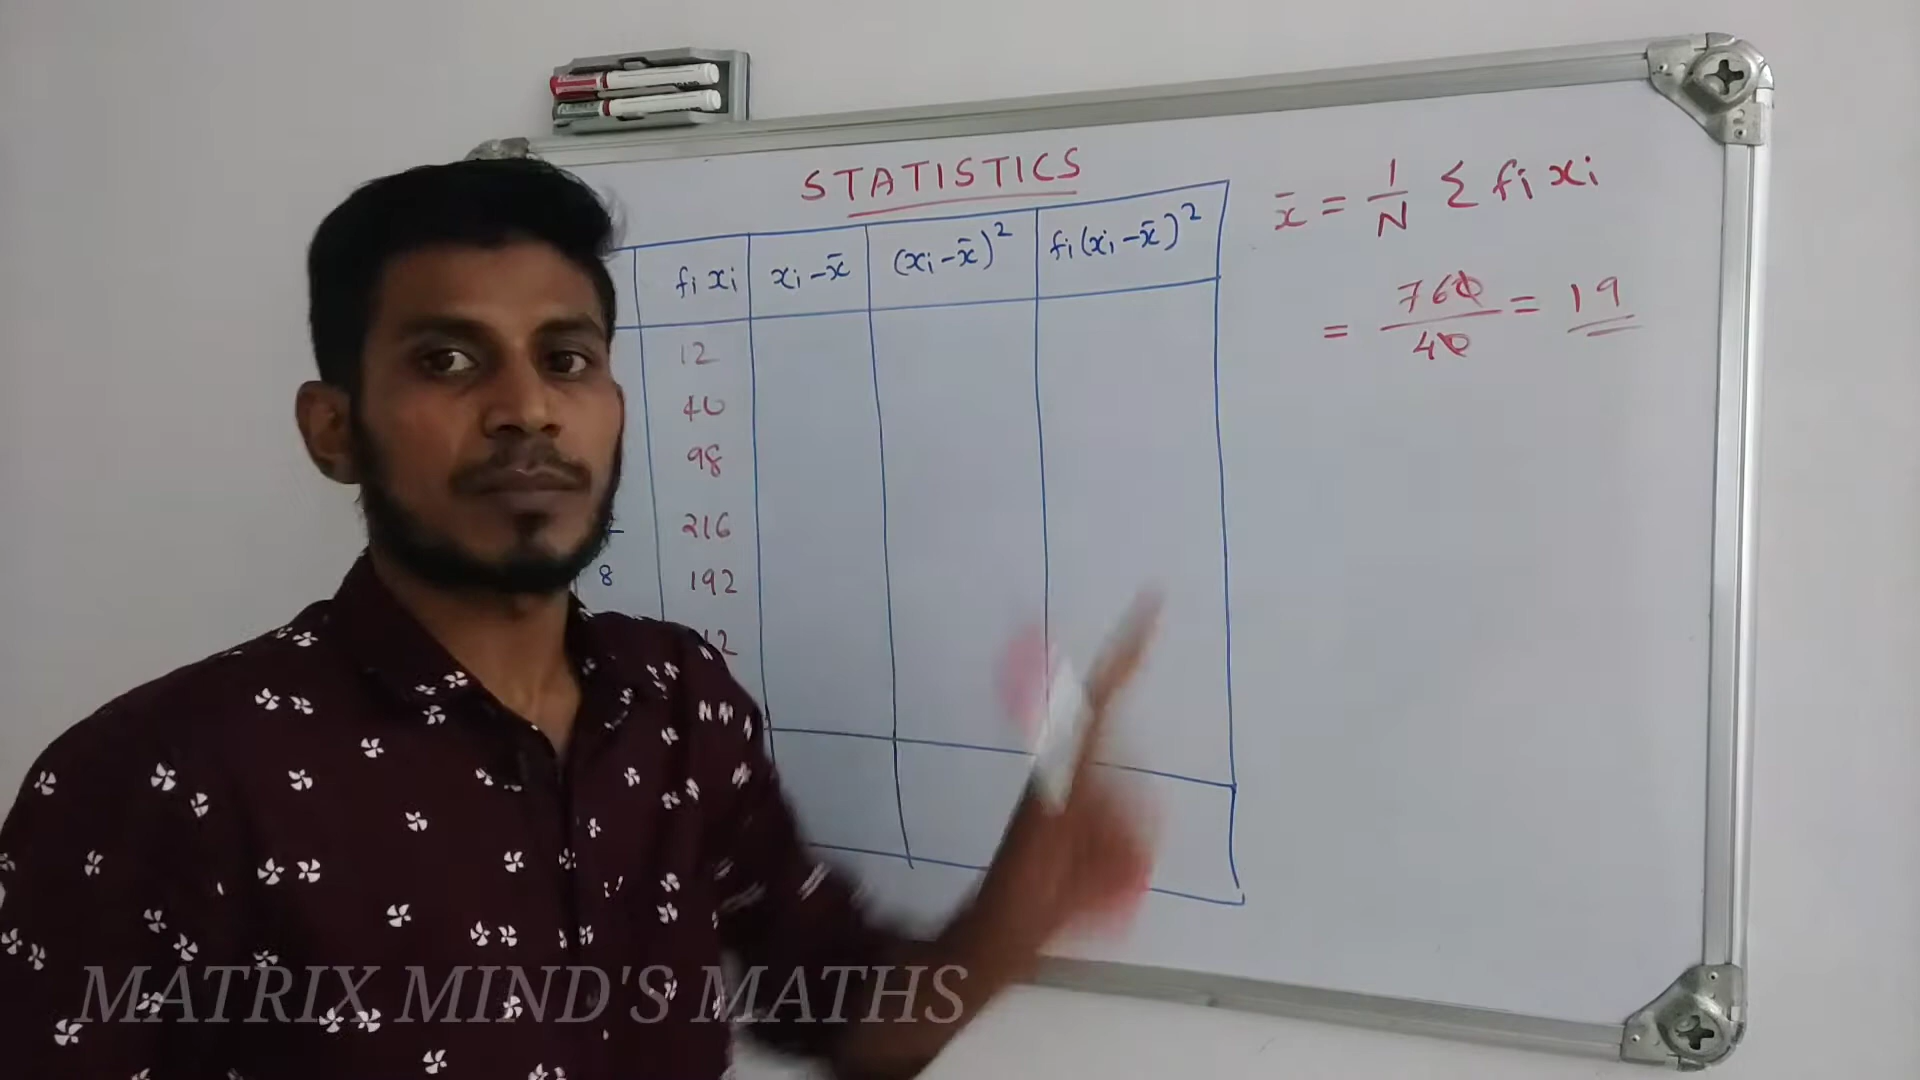 STATISTICS
fi xi | xi - x̄ | (xi - x̄)² | fi(xi - x̄)²
12
40
98
216
8 | 192
x̄ = 1/N Σ fi xi
= 760/40 = 19
MATRIX MIND'S MATHS